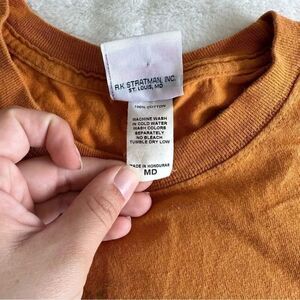 R.K. STRATMAN, INC.
ST. LOUIS, MO
100% COTTON
MACHINE WASH
IN COLD WATER
WASH COLORS
SEPARATELY
NO BLEACH
TUMBLE DRY LOW
MADE IN HONDURAS
MD